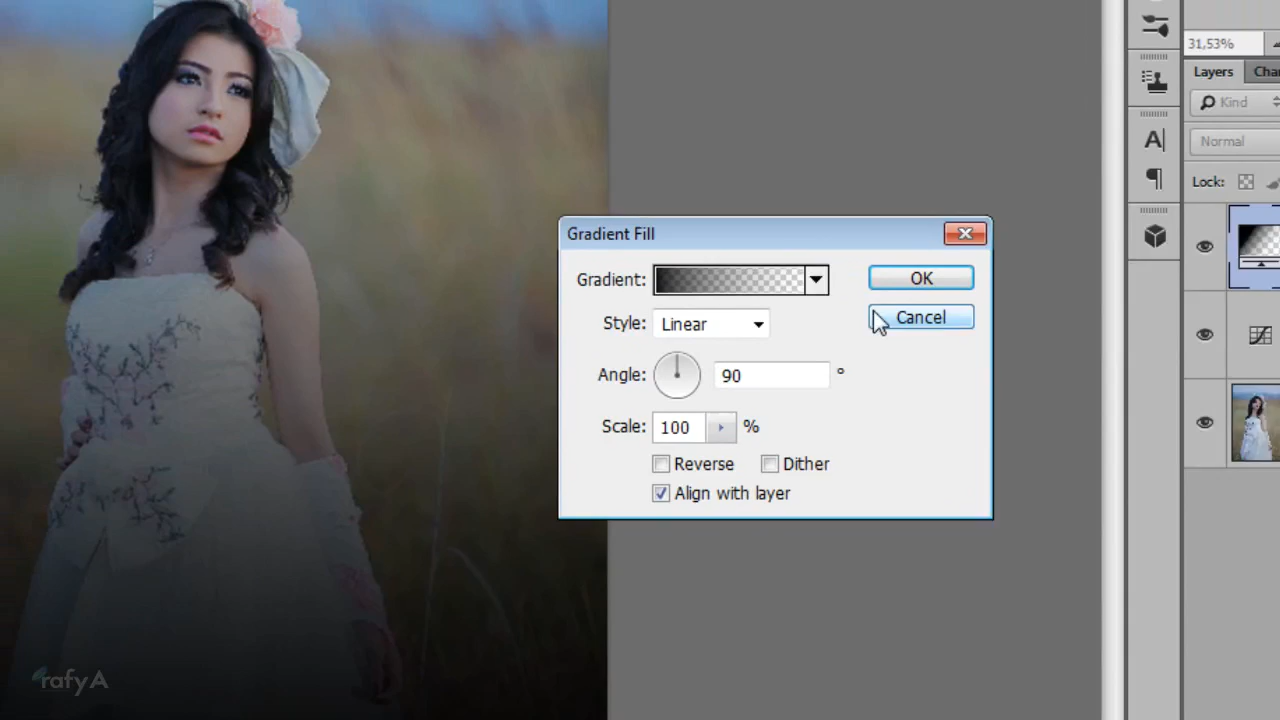 31,53%
Layers
Kind
Normal
Lock:
Gradient Fill
Gradient:
OK
Style:
Linear
Cancel
Angle:
90 °
Scale:
100 %
Reverse
Dither
Align with layer
rafyA